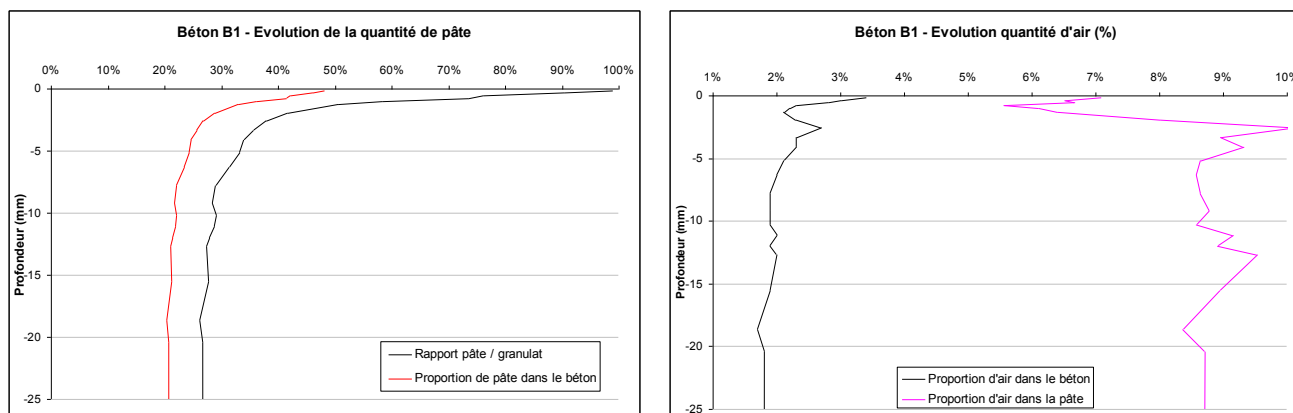 Béton B1 - Evolution de la quantité de pâte
0% 10% 20% 30% 40% 50% 60% 70% 80% 90% 100%
0
-5
-10
-15
-20
-25
Profondeur (mm)
Rapport pâte / granulat
Proportion de pâte dans le béton
Béton B1 - Evolution quantité d'air (%)
1% 2% 3% 4% 5% 6% 7% 8% 9% 10%
0
-5
-10
-15
-20
-25
Profondeur (mm)
Proportion d'air dans le béton
Proportion d'air dans la pâte